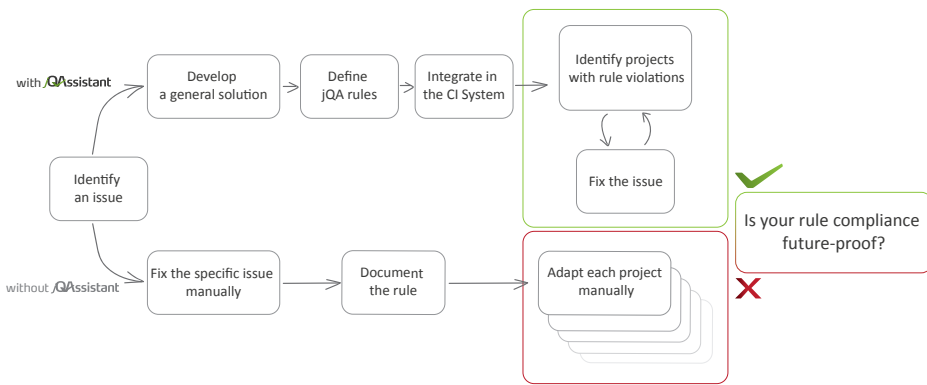 with jQAssistant
Develop
a general solution
Define
jQA rules
Integrate in
the CI System
Identify projects
with rule violations
Fix the issue
Identify
an issue
Is your rule compliance
future-proof?
without jQAssistant
Fix the specific issue
manually
Document
the rule
Adapt each project
manually